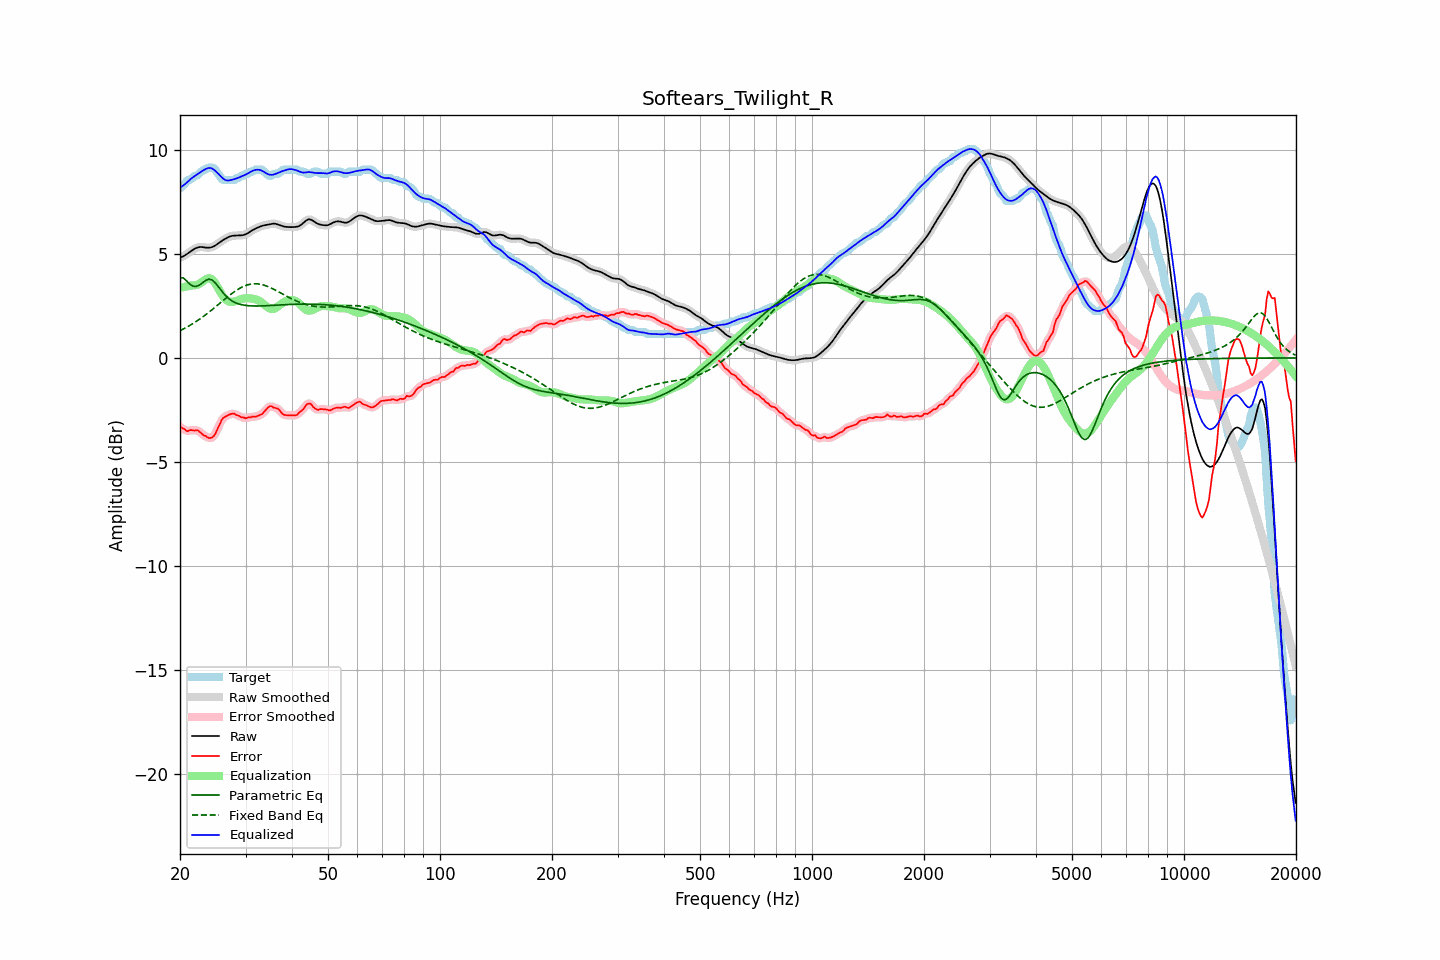 Softears_Twilight_R
10
5
0
−5
−10
−15
−20
Amplitude (dBr)
Target
Raw Smoothed
Error Smoothed
Raw
Error
Equalization
Parametric Eq
Fixed Band Eq
Equalized
20 50 100 200 500 1000 2000 5000 10000 20000
Frequency (Hz)